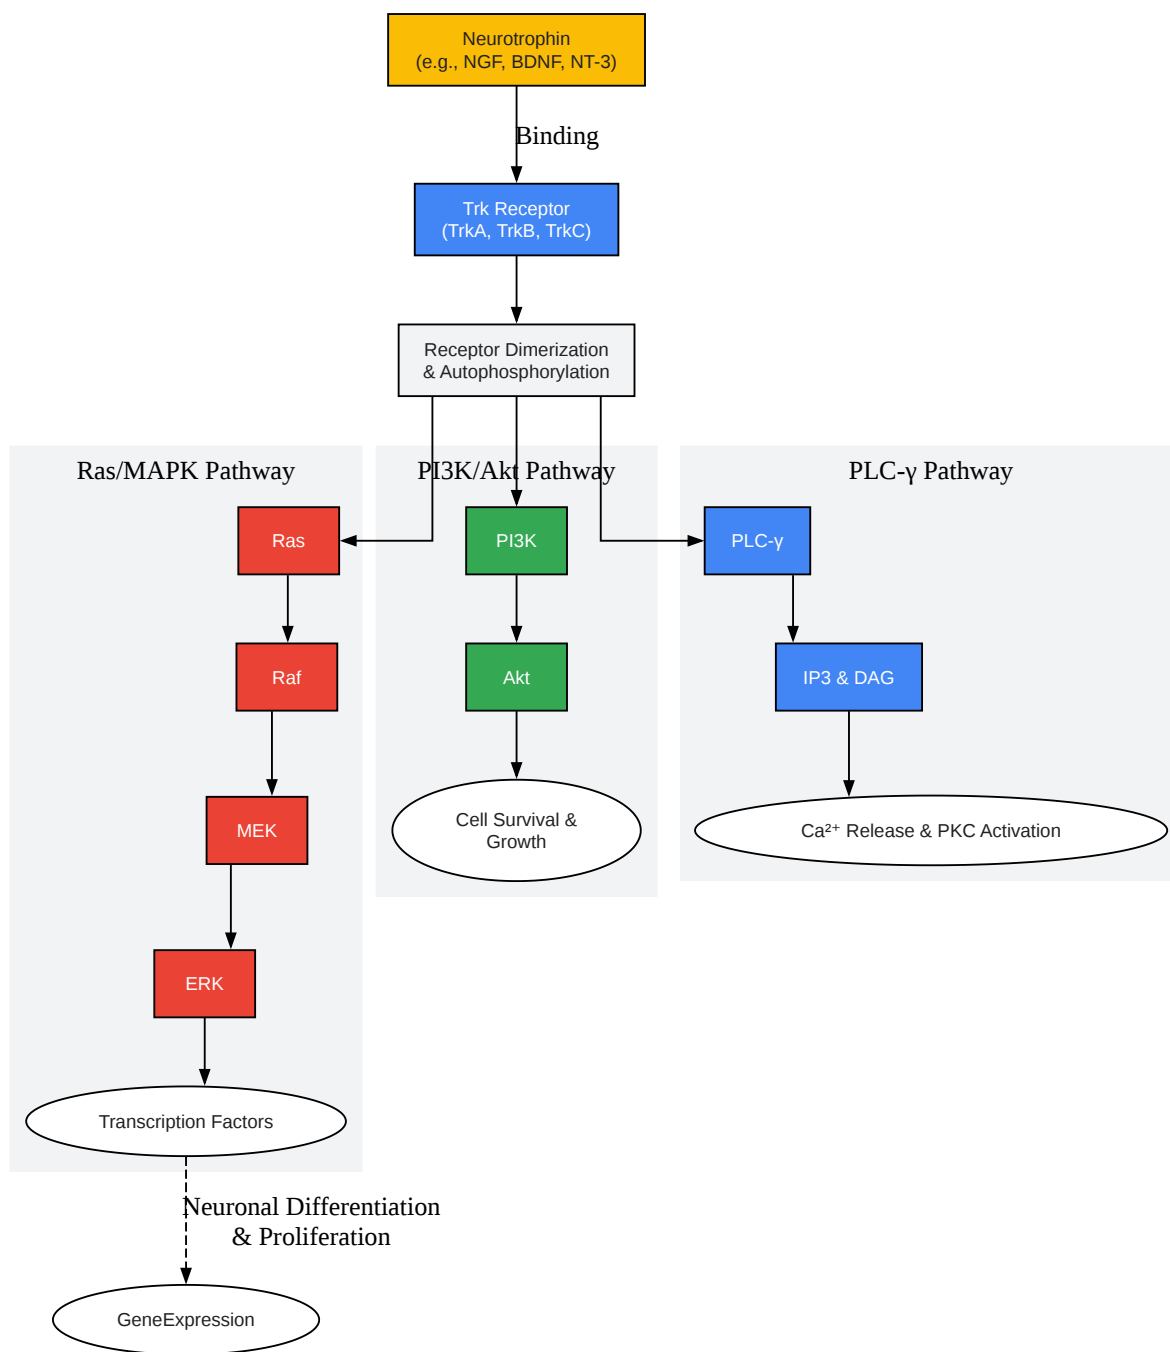 Neurotrophin
(e.g., NGF, BDNF, NT-3)
Binding
Trk Receptor
(TrkA, TrkB, TrkC)
Receptor Dimerization
& Autophosphorylation
Ras/MAPK Pathway
PI3K/Akt Pathway
PLC-γ Pathway
Ras
PI3K
PLC-γ
Raf
Akt
IP3 & DAG
MEK
Cell Survival &
Growth
Ca²⁺ Release & PKC Activation
ERK
Transcription Factors
Neuronal Differentiation
& Proliferation
GeneExpression